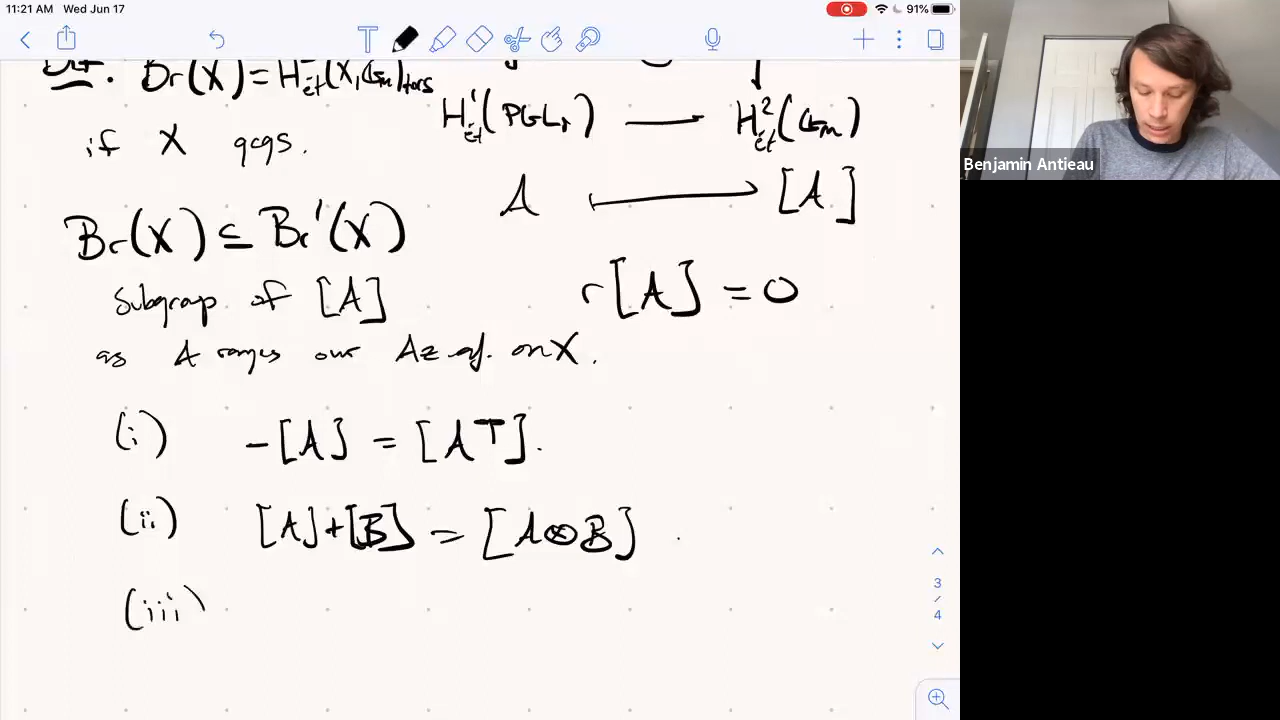 11:21 AM Wed Jun 17
91%
Def. Br(X) = H²ét(X, Gm)tors
if X qcqs.
H¹ét(PGLr) → H²ét(Gm)
A ⟼ [A]
Br(X) ⊆ Br'(X)
Subgroup of [A]
r[A] = 0
as A ranges over Az alg. on X.
(i) -[A] = [A^T].
(ii) [A]+[B] = [A⊗B]
(iii)
3
/
4
Benjamin Antieau